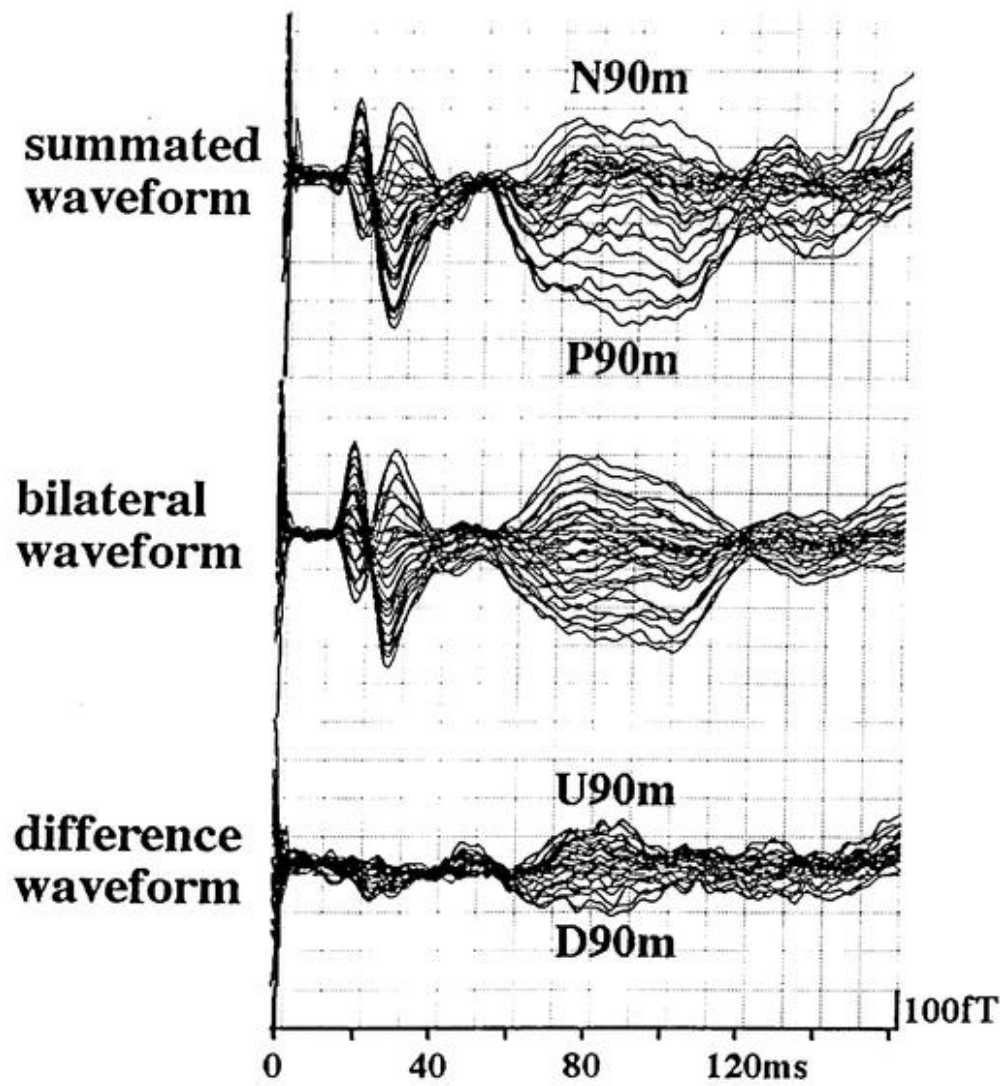 N90m
summated
waveform
P90m
bilateral
waveform
U90m
difference
waveform
D90m
100fT
0 40 80 120ms